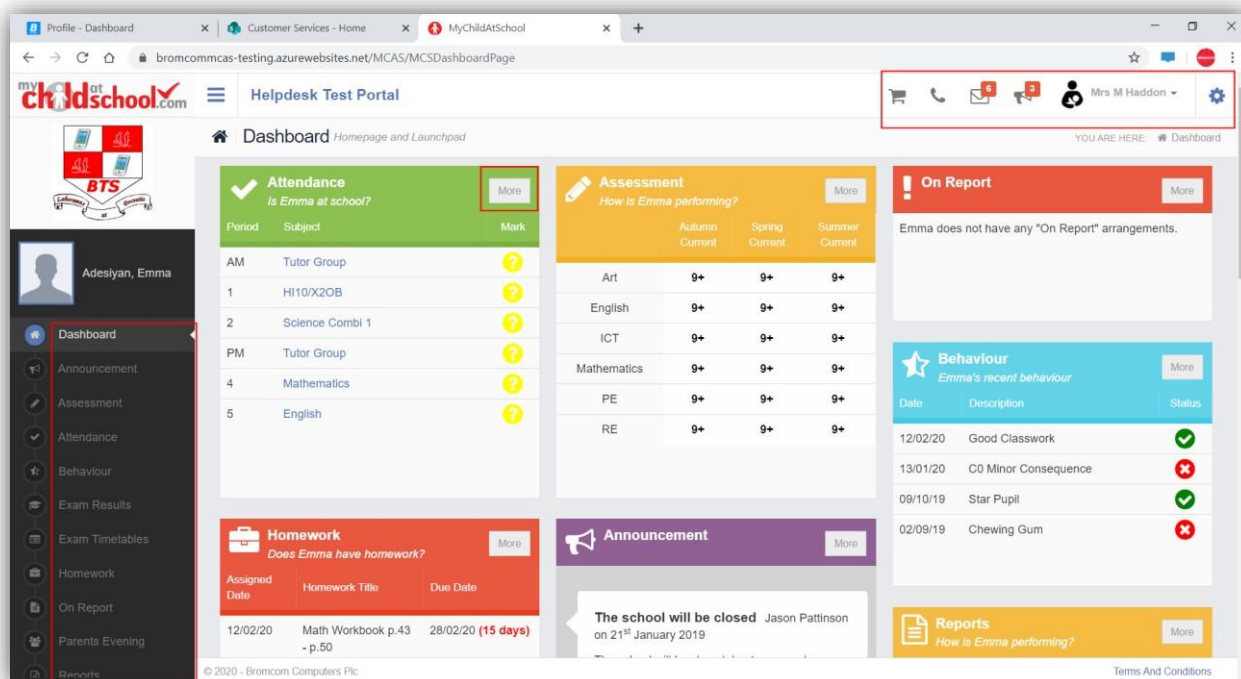 Profile - Dashboard
Customer Services - Home
MyChildAtSchool
bromcommcas-testing.azurewebsites.net/MCAS/MCSDashboardPage
my child at school.com
Helpdesk Test Portal
6
3
Mrs M Haddon
Dashboard Homepage and Launchpad
YOU ARE HERE: Dashboard
BTS
Adesiyan, Emma
Dashboard
Announcement
Assessment
Attendance
Behaviour
Exam Results
Exam Timetables
Homework
On Report
Parents Evening
Reports
Attendance
Is Emma at school?
More
Period Subject Mark
AM Tutor Group ?
1 HI10/X2OB ?
2 Science Combi 1 ?
PM Tutor Group ?
4 Mathematics ?
5 English ?
Assessment
How is Emma performing?
More
Autumn Current Spring Current Summer Current
Art 9+ 9+ 9+
English 9+ 9+ 9+
ICT 9+ 9+ 9+
Mathematics 9+ 9+ 9+
PE 9+ 9+ 9+
RE 9+ 9+ 9+
On Report
More
Emma does not have any "On Report" arrangements.
Behaviour
Emma's recent behaviour
More
Date Description Status
12/02/20 Good Classwork
13/01/20 C0 Minor Consequence
09/10/19 Star Pupil
02/09/19 Chewing Gum
Homework
Does Emma have homework?
More
Assigned Date Homework Title Due Date
12/02/20 Math Workbook p.43 28/02/20 (15 days)
- p.50
Announcement
More
The school will be closed Jason Pattinson
on 21st January 2019
Reports
How is Emma performing?
More
© 2020 - Bromcom Computers Plc
Terms And Conditions